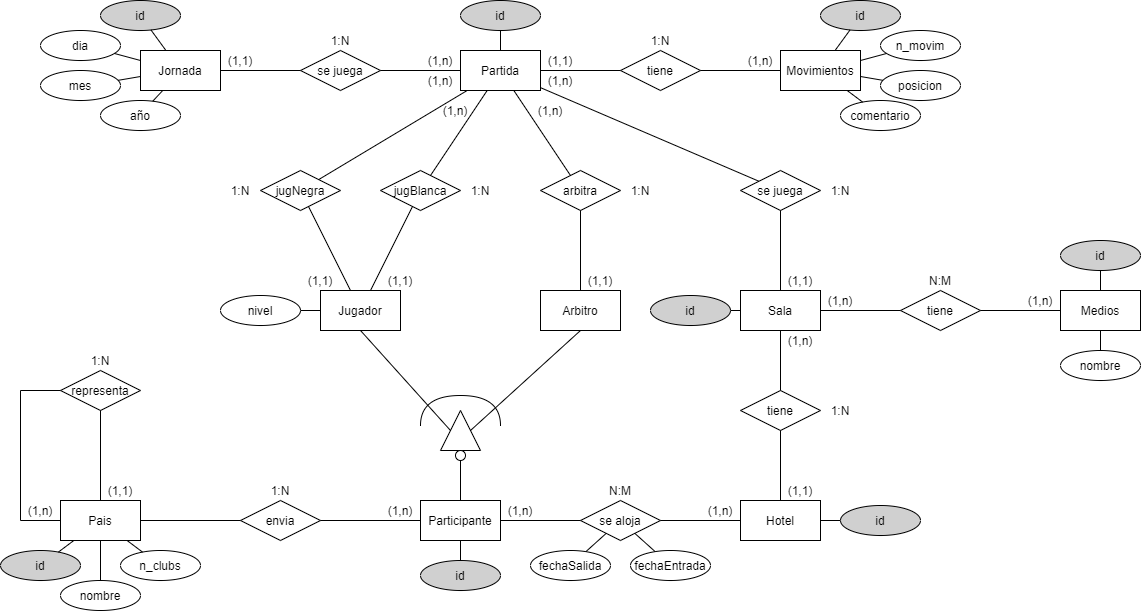 id
id
id
dia
1:N
1:N
n_movim
Jornada
(1,1)
se juega
(1,n)
Partida
(1,1)
tiene
(1,n)
Movimientos
mes
(1,n)
(1,n)
posicion
año
(1,n)
(1,n)
comentario
1:N
jugNegra
jugBlanca
1:N
arbitra
1:N
se juega
1:N
id
(1,1)
(1,1)
(1,1)
(1,1)
N:M
nivel
Jugador
Arbitro
id
Sala
(1,n)
tiene
(1,n)
Medios
(1,n)
1:N
nombre
representa
tiene
1:N
(1,1)
1:N
N:M
(1,1)
(1,n)
(1,n)
(1,n)
(1,n)
Pais
envia
Participante
se aloja
Hotel
id
id
n_clubs
fechaSalida
fechaEntrada
nombre
id